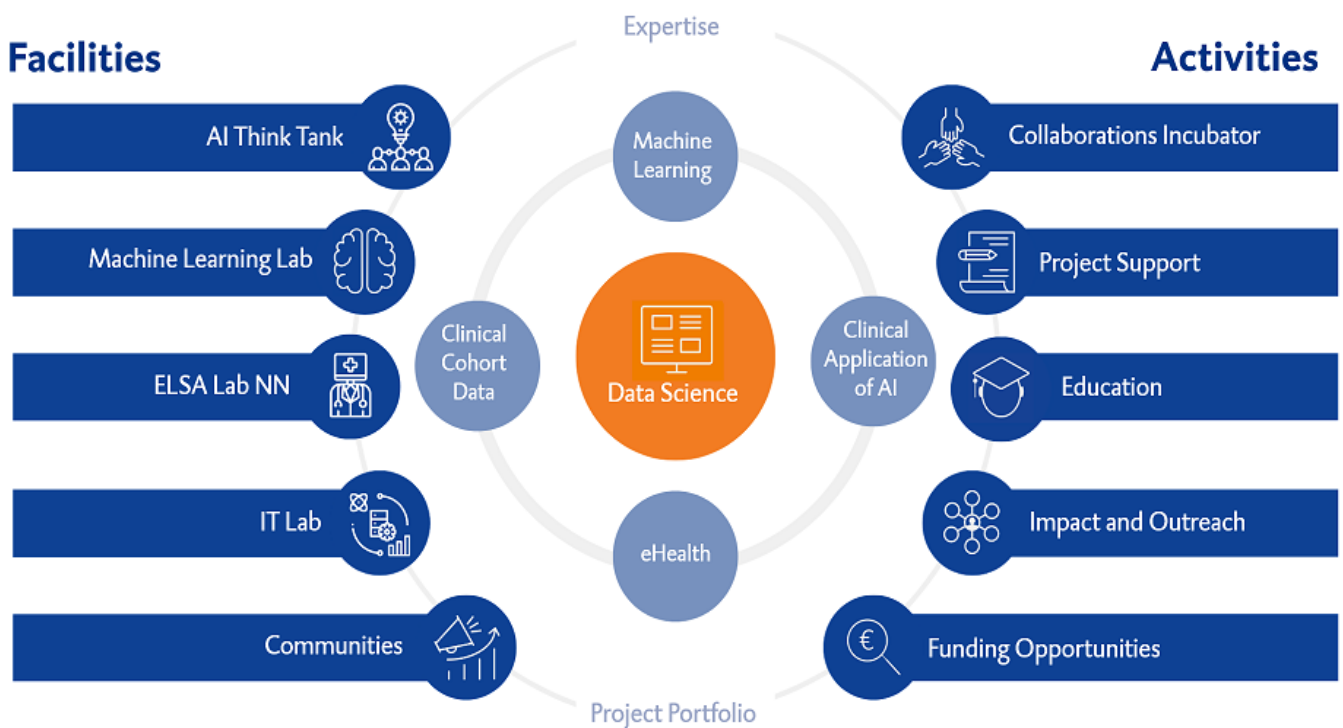 Expertise
Facilities
Activities
AI Think Tank
Machine Learning Lab
ELSA Lab NN
IT Lab
Communities
Machine
Learning
Clinical
Cohort
Data
Data Science
Clinical
Application
of AI
eHealth
Collaborations Incubator
Project Support
Education
Impact and Outreach
€
Funding Opportunities
Project Portfolio